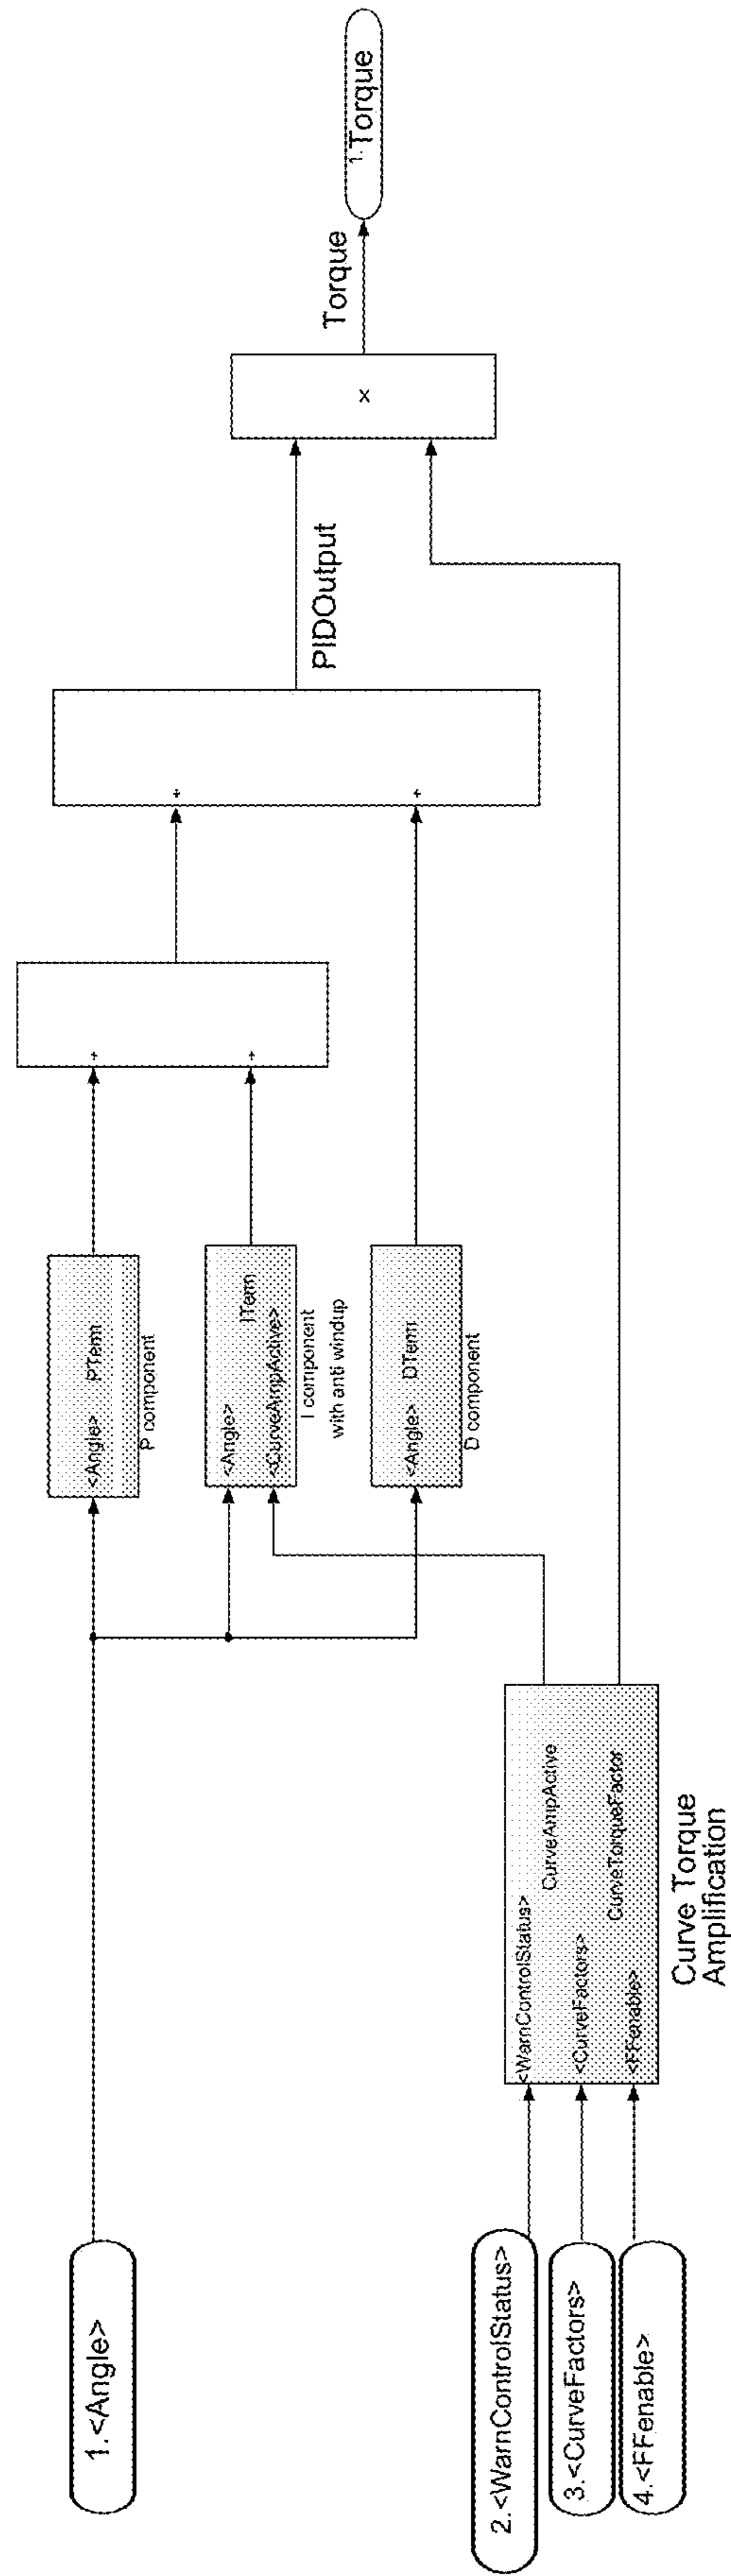 1.<Angle>
<Angle> PTerm
P component
<Angle>
ITerm
<CurveAmpActive>
I component
with anti windup
<Angle> DTerm
D component
+
+
+
+
PIDOutput
x
Torque
1.Torque
2.<WarnControlStatus>
3.<CurveFactors>
4.<FFenable>
<WarnControlStatus>
CurveAmpActive
<CurveFactors>
CurveTorqueFactor
<FFenable>
Curve Torque
Amplification